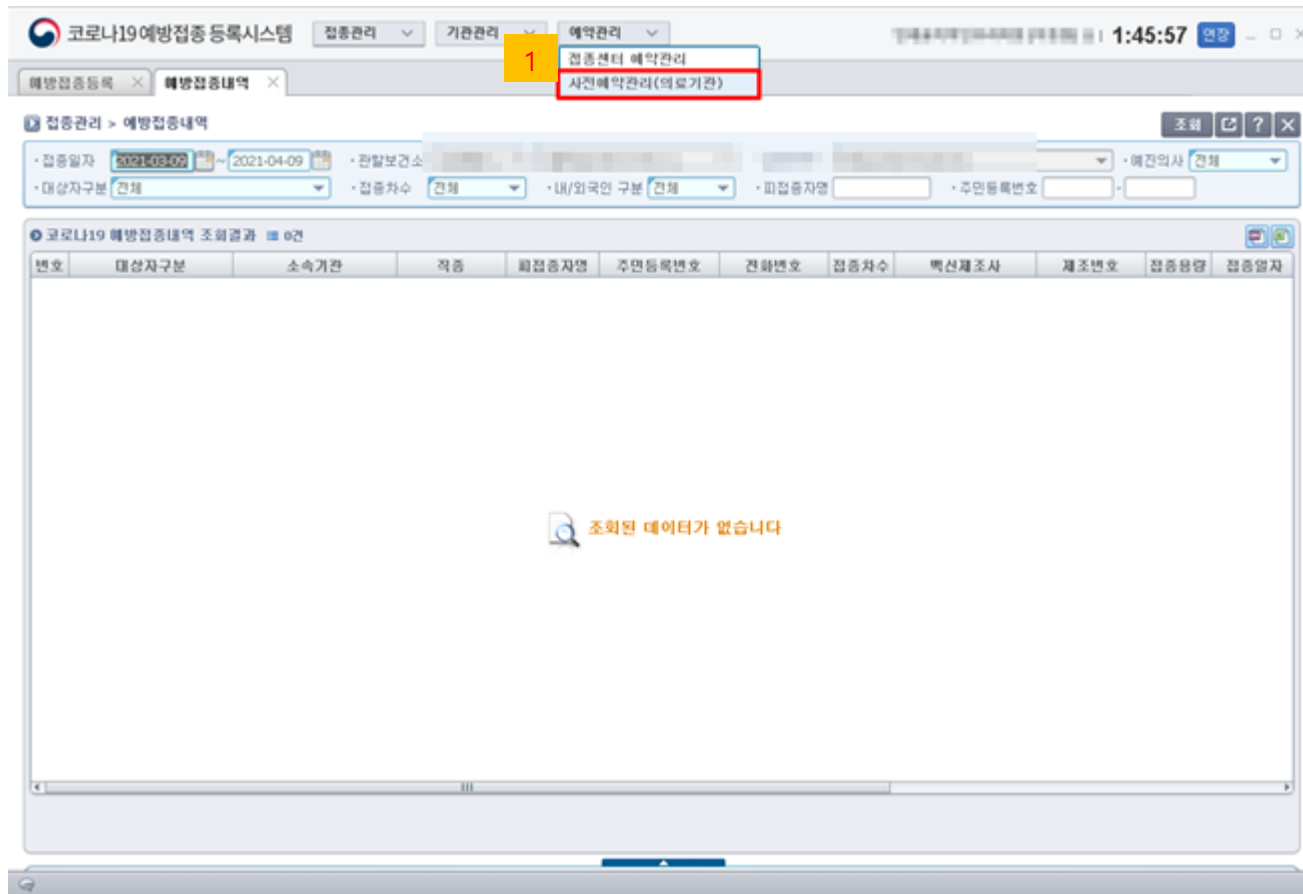 코로나19 예방접종 등록시스템 접종관리 기관관리 예약관리 1:45:57 연장
1 접종센터 예약관리
사전예약관리(의료기관)
예방접종등록 예방접종내역
접종관리 > 예방접종내역 조회 ?
접종일자 2021-03-09 ~ 2021-04-09 관할보건소 예진의사 전체
대상자구분 전체 접종차수 전체 내/외국인 구분 전체 피접종자명 주민등록번호 -
코로나19 예방접종내역 조회결과 0건
번호 대상자구분 소속기관 직종 피접종자명 주민등록번호 전화번호 접종차수 백신제조사 제조번호 접종용량 접종일자
조회된 데이터가 없습니다